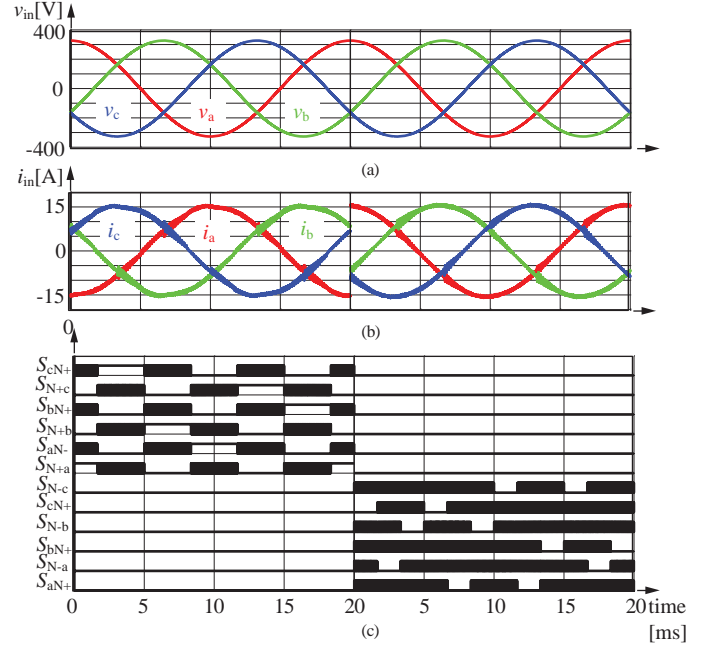 v_in[V]
400
0
-400
v_c
v_a
v_b
(a)
i_in[A]
15
0
-15
i_c
i_a
i_b
0
(b)
S_cN+
S_N+c
S_bN+
S_N+b
S_aN-
S_N+a
S_N-c
S_cN+
S_N-b
S_bN+
S_N-a
S_aN+
0 5 10 15 20 5 10 15 20 time
[ms]
(c)